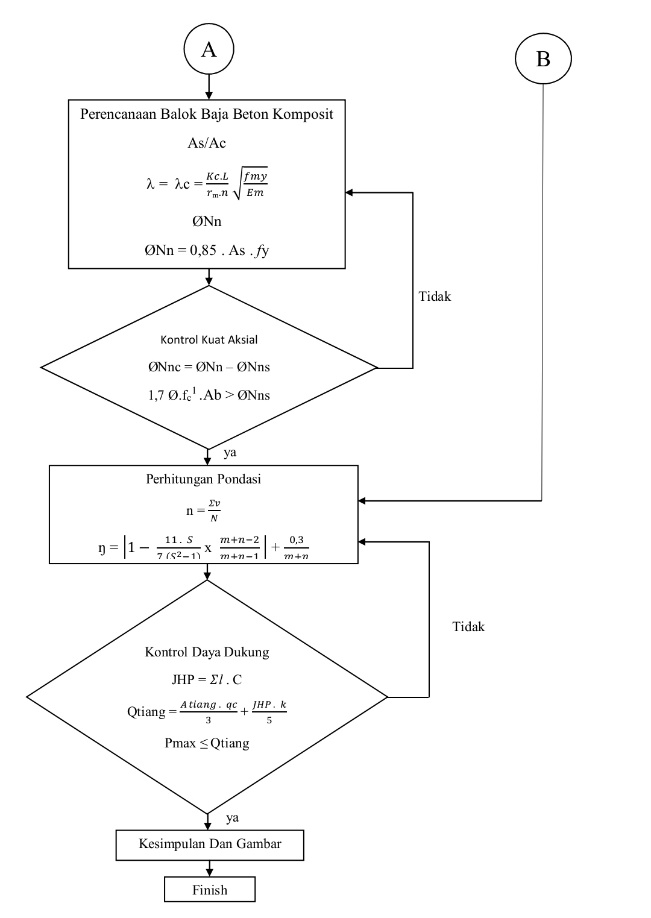 A
B
Perencanaan Balok Baja Beton Komposit
As/Ac
λ = λc = Kc.L / rm.n √ fmy / Em
ØNn
ØNn = 0,85 . As . fy
Tidak
Kontrol Kuat Aksial
ØNnc = ØNn – ØNns
1,7 Ø.fc¹ .Ab > ØNns
ya
Perhitungan Pondasi
n = Σv / N
ŋ = |1 − 11. S / 7 (S²−1) x m+n−2 / m+n−1| + 0,3 / m+n
Tidak
Kontrol Daya Dukung
JHP = Σl . C
Qtiang = Atiang . qc / 3 + JHP . k / 5
Pmax ≤ Qtiang
ya
Kesimpulan Dan Gambar
Finish